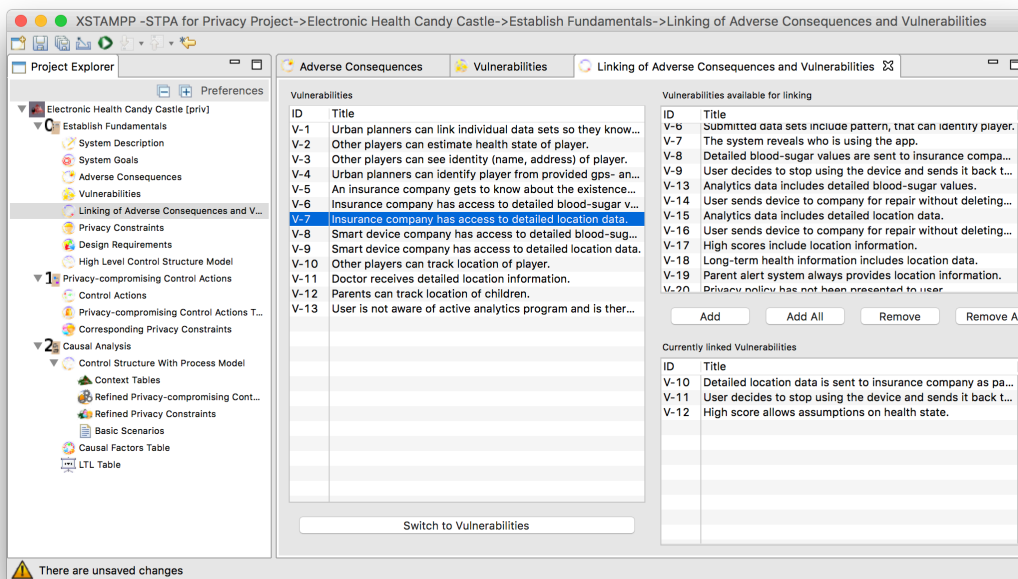 XSTAMPP -STPA for Privacy Project->Electronic Health Candy Castle->Establish Fundamentals->Linking of Adverse Consequences and Vulnerabilities
Project Explorer
Preferences
Electronic Health Candy Castle [priv]
0 Establish Fundamentals
System Description
System Goals
Adverse Consequences
Vulnerabilities
Linking of Adverse Consequences and V...
Privacy Constraints
Design Requirements
High Level Control Structure Model
1 Privacy-compromising Control Actions
Control Actions
Privacy-compromising Control Actions T...
Corresponding Privacy Constraints
2 Causal Analysis
Control Structure With Process Model
Context Tables
Refined Privacy-compromising Cont...
Refined Privacy Constraints
Basic Scenarios
Causal Factors Table
LTL Table
Adverse Consequences
Vulnerabilities
Linking of Adverse Consequences and Vulnerabilities
Vulnerabilities
ID Title
V-1 Urban planners can link individual data sets so they know...
V-2 Other players can estimate health state of player.
V-3 Other players can see identity (name, address) of player.
V-4 Urban planners can identify player from provided gps- an...
V-5 An insurance company gets to know about the existence...
V-6 Insurance company has access to detailed blood-sugar v...
V-7 Insurance company has access to detailed location data.
V-8 Smart device company has access to detailed blood-sug...
V-9 Smart device company has access to detailed location data.
V-10 Other players can track location of player.
V-11 Doctor receives detailed location information.
V-12 Parents can track location of children.
V-13 User is not aware of active analytics program and is ther...
Switch to Vulnerabilities
Vulnerabilities available for linking
ID Title
V-6 Submitted data sets include pattern, that can identify player.
V-7 The system reveals who is using the app.
V-8 Detailed blood-sugar values are sent to insurance compa...
V-9 User decides to stop using the device and sends it back t...
V-13 Analytics data includes detailed blood-sugar values.
V-14 User sends device to company for repair without deleting...
V-15 Analytics data includes detailed location data.
V-16 User sends device to company for repair without deleting...
V-17 High scores include location information.
V-18 Long-term health information includes location data.
V-19 Parent alert system always provides location information.
V-20 Privacy policy has not been presented to user
Add
Add All
Remove
Remove A
Currently linked Vulnerabilities
ID Title
V-10 Detailed location data is sent to insurance company as pa...
V-11 User decides to stop using the device and sends it back t...
V-12 High score allows assumptions on health state.
There are unsaved changes